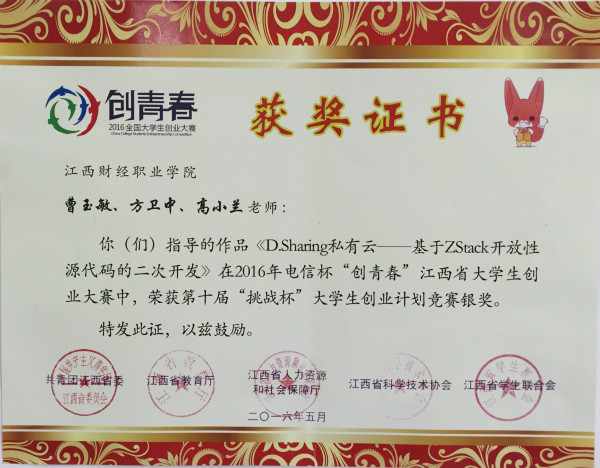 创青春
2016全国大学生创业大赛
China College Students' Entrepreneurship Competition
获奖证书
江西财经职业学院
曹玉敏、方卫中、高小兰老师：
你（们）指导的作品《D.Sharing私有云——基于ZStack开放性
源代码的二次开发》在2016年电信杯“创青春”江西省大学生创
业大赛中，荣获第十届“挑战杯”大学生创业计划竞赛银奖。
特发此证，以兹鼓励。
共青团江西省委 江西省教育厅 江西省人力资源和社会保障厅 江西省科学技术协会 江西省学生联合会
二〇一六年五月